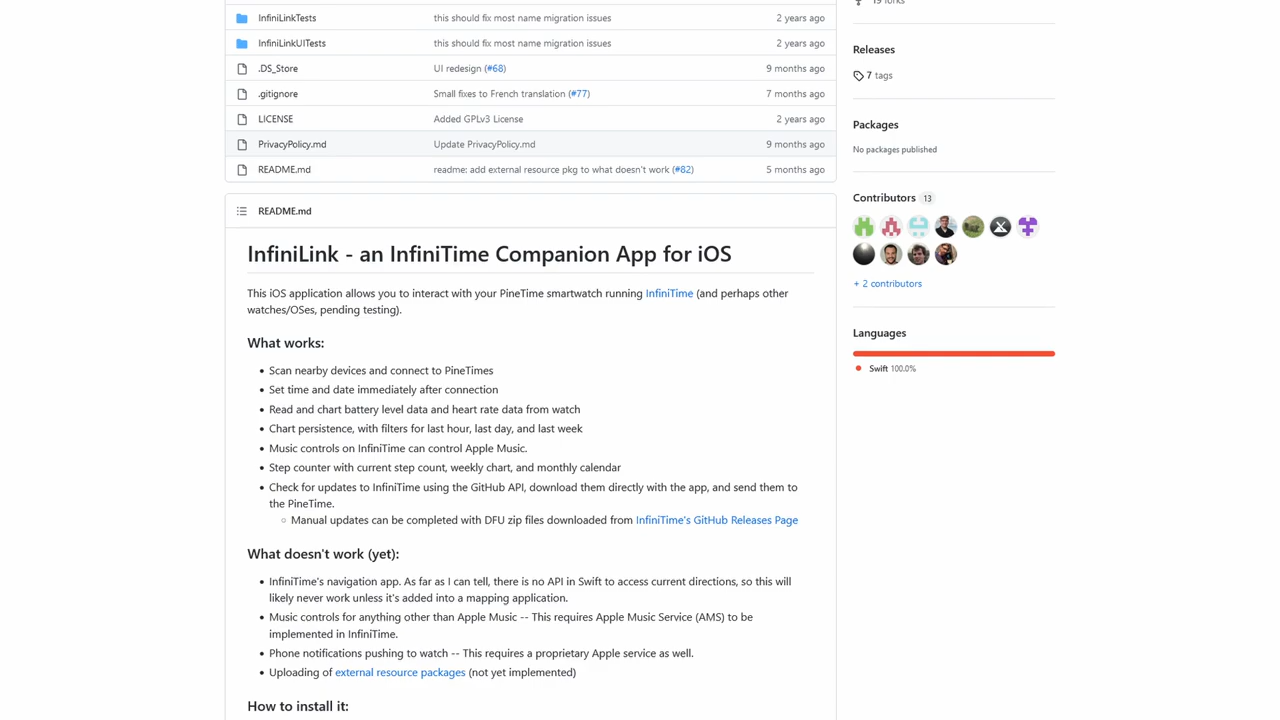 19 forks
InfiniLinkTests this should fix most name migration issues 2 years ago
Releases
InfiniLinkUITests this should fix most name migration issues 2 years ago
.DS_Store UI redesign (#68) 9 months ago
7 tags
.gitignore Small fixes to French translation (#77) 7 months ago
LICENSE Added GPLv3 License 2 years ago
Packages
PrivacyPolicy.md Update PrivacyPolicy.md 9 months ago
No packages published
README.md readme: add external resource pkg to what doesn't work (#82) 5 months ago
Contributors 13
README.md
InfiniLink - an InfiniTime Companion App for iOS
+ 2 contributors
This iOS application allows you to interact with your PineTime smartwatch running InfiniTime (and perhaps other
watches/OSes, pending testing).
Languages
What works:
Swift 100.0%
• Scan nearby devices and connect to PineTimes
• Set time and date immediately after connection
• Read and chart battery level data and heart rate data from watch
• Chart persistence, with filters for last hour, last day, and last week
• Music controls on InfiniTime can control Apple Music.
• Step counter with current step count, weekly chart, and monthly calendar
• Check for updates to InfiniTime using the GitHub API, download them directly with the app, and send them to
the PineTime.
○ Manual updates can be completed with DFU zip files downloaded from InfiniTime's GitHub Releases Page
What doesn't work (yet):
• InfiniTime's navigation app. As far as I can tell, there is no API in Swift to access current directions, so this will
likely never work unless it's added into a mapping application.
• Music controls for anything other than Apple Music -- This requires Apple Music Service (AMS) to be
implemented in InfiniTime.
• Phone notifications pushing to watch -- This requires a proprietary Apple service as well.
• Uploading of external resource packages (not yet implemented)
How to install it: